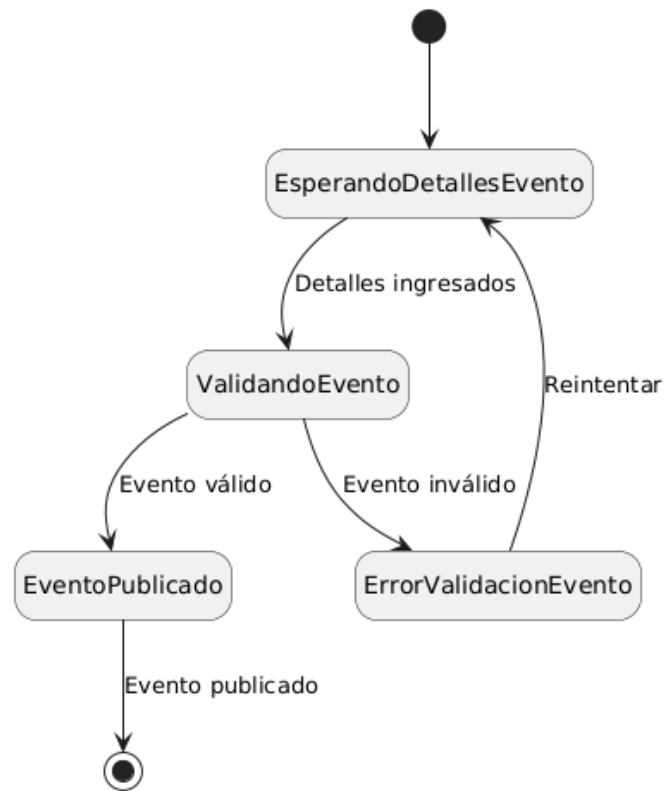 EsperandoDetallesEvento
Detalles ingresados
ValidandoEvento
Reintentar
Evento válido
Evento inválido
EventoPublicado
ErrorValidacionEvento
Evento publicado